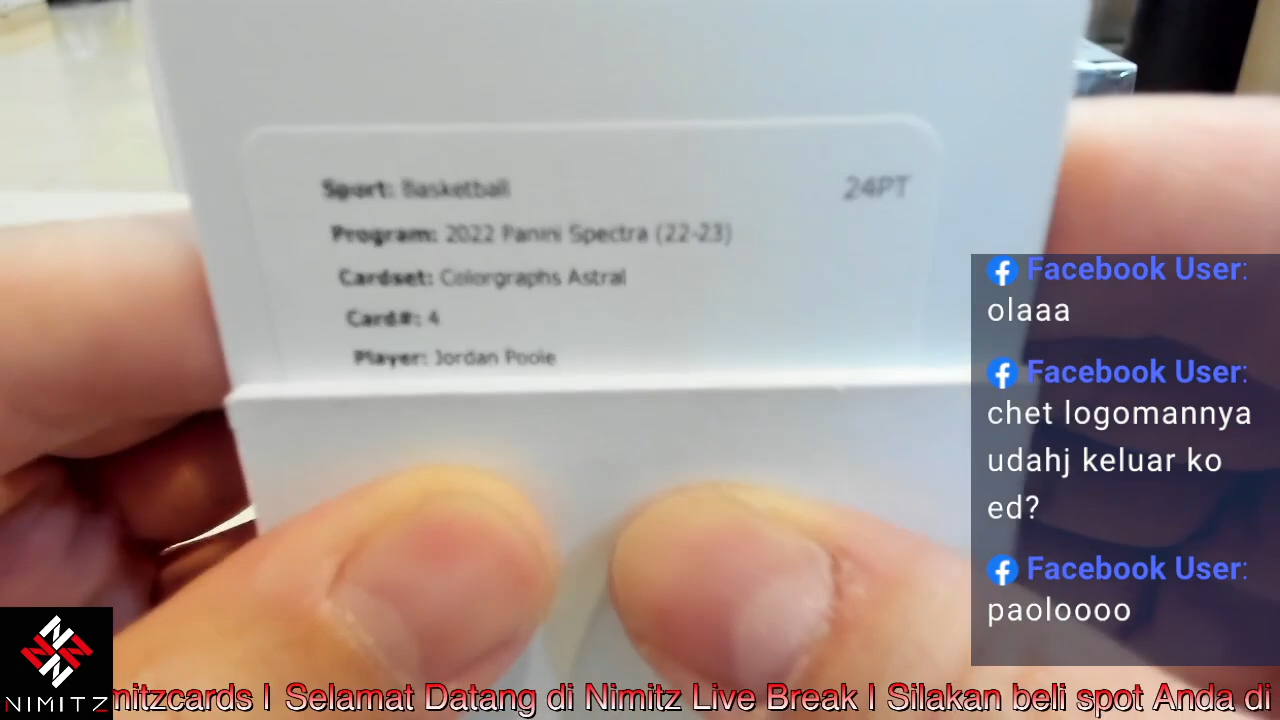 Sport: Basketball
24PT
Program: 2022 Panini Spectra (22-23)
Cardset: Colorgraphs Astral
Card#: 4
Player: Jordan Poole
Facebook User:
olaaa
Facebook User:
chet logomannya
udahj keluar ko
ed?
Facebook User:
paoloooo
NIMITZ
mitzcards I Selamat Datang di Nimitz Live Break I Silakan beli spot Anda di